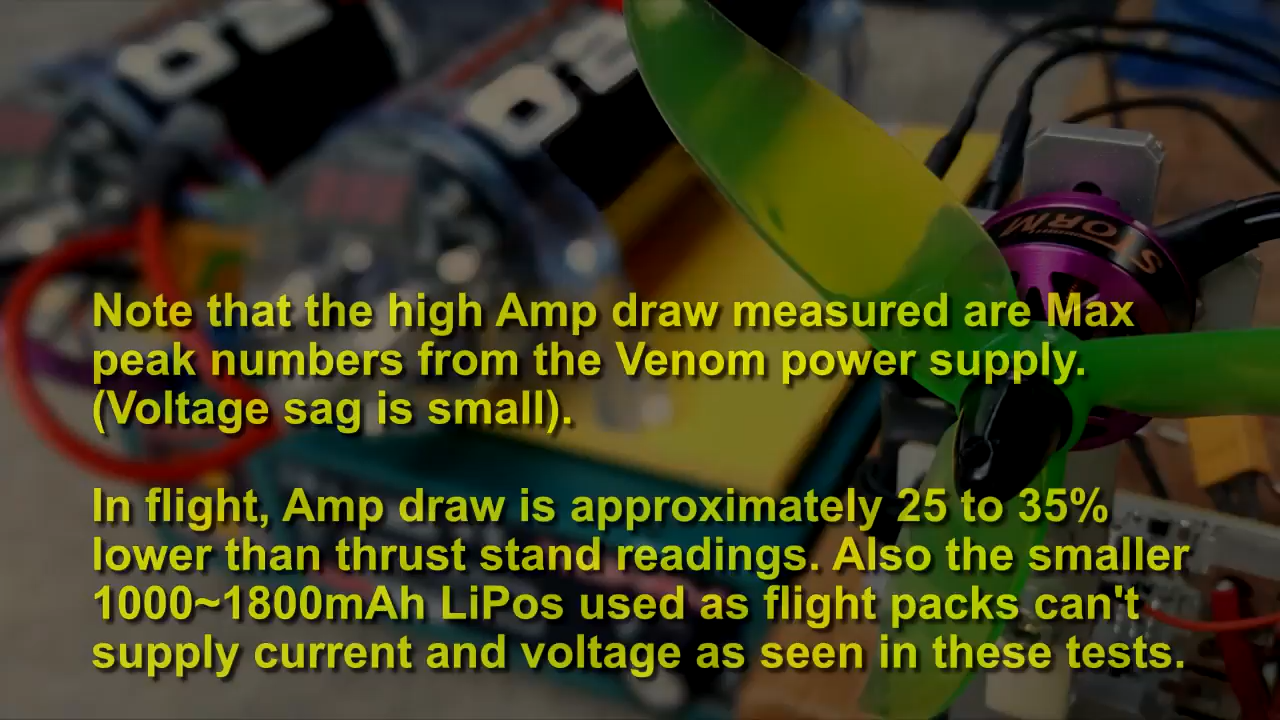 STORM
Note that the high Amp draw measured are Max
peak numbers from the Venom power supply.
(Voltage sag is small).
In flight, Amp draw is approximately 25 to 35%
lower than thrust stand readings. Also the smaller
1000~1800mAh LiPos used as flight packs can't
supply current and voltage as seen in these tests.